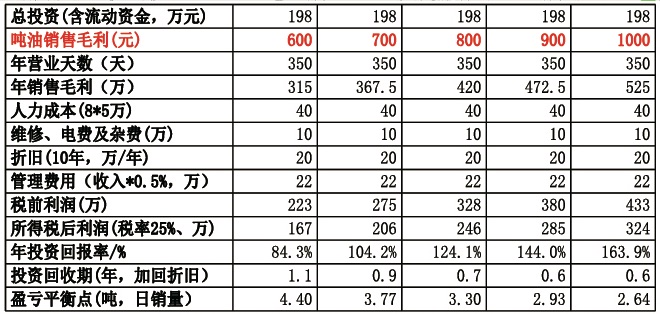 总投资(含流动资金，万元) 198 198 198 198 198
吨油销售毛利(元) 600 700 800 900 1000
年营业天数（天） 350 350 350 350 350
年销售毛利（万） 315 367.5 420 472.5 525
人力成本(8*5万) 40 40 40 40 40
维修、电费及杂费(万) 10 10 10 10 10
折旧(10年，万/年) 20 20 20 20 20
管理费用（收入*0.5%，万） 22 22 22 22 22
税前利润(万) 223 275 328 380 433
所得税后利润(税率25%、万) 167 206 246 285 324
年投资回报率/% 84.3% 104.2% 124.1% 144.0% 163.9%
投资回收期(年，加回折旧) 1.1 0.9 0.7 0.6 0.6
盈亏平衡点(吨，日销量) 4.40 3.77 3.30 2.93 2.64